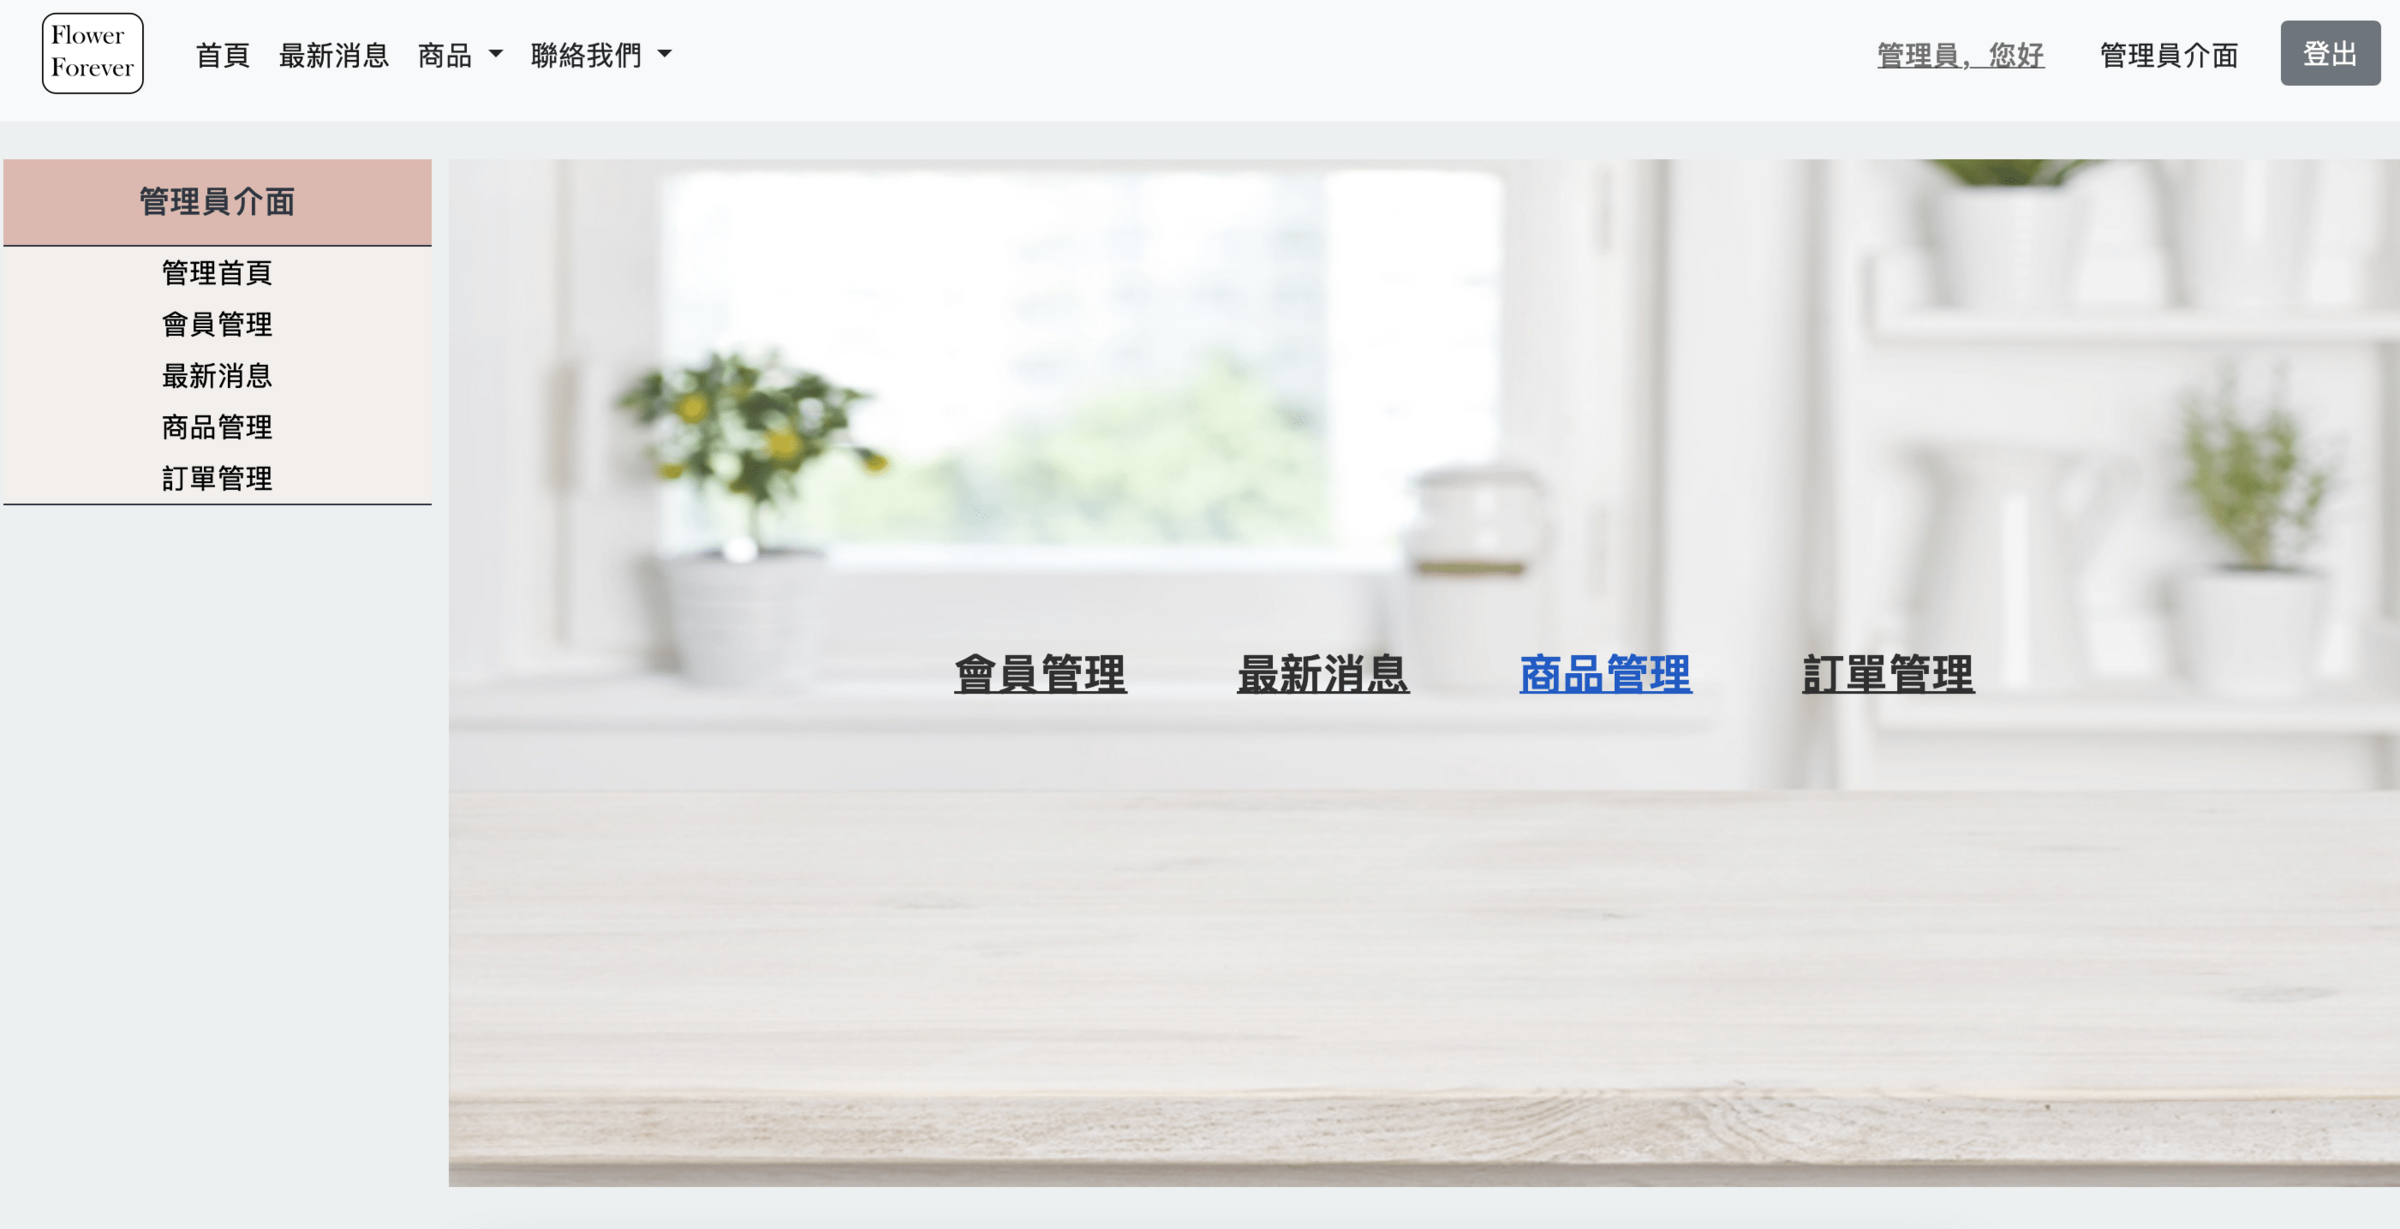 Flower
Forever
首頁 最新消息 商品 聯絡我們 管理員，您好 管理員介面 登出
管理員介面
管理首頁
會員管理
最新消息
商品管理
訂單管理
會員管理 最新消息 商品管理 訂單管理